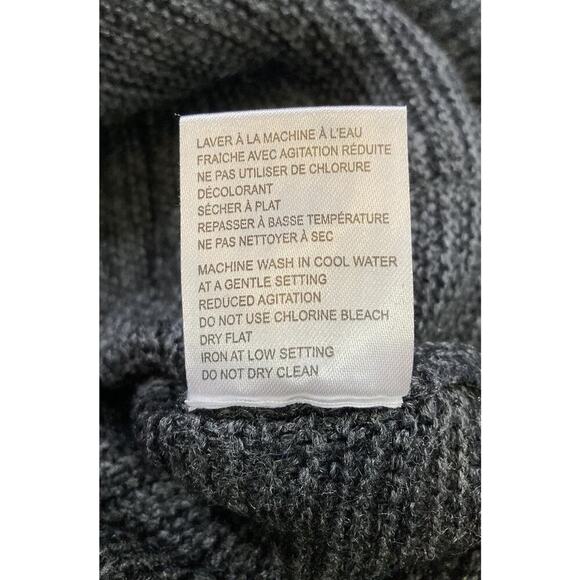 LAVER À LA MACHINE À L'EAU
FRAICHE AVEC AGITATION RÉDUITE
NE PAS UTILISER DE CHLORURE
DÉCOLORANT
SÉCHER À PLAT
REPASSER À BASSE TEMPÉRATURE
NE PAS NETTOYER À SEC
MACHINE WASH IN COOL WATER
AT A GENTLE SETTING
REDUCED AGITATION
DO NOT USE CHLORINE BLEACH
DRY FLAT
IRON AT LOW SETTING
DO NOT DRY CLEAN